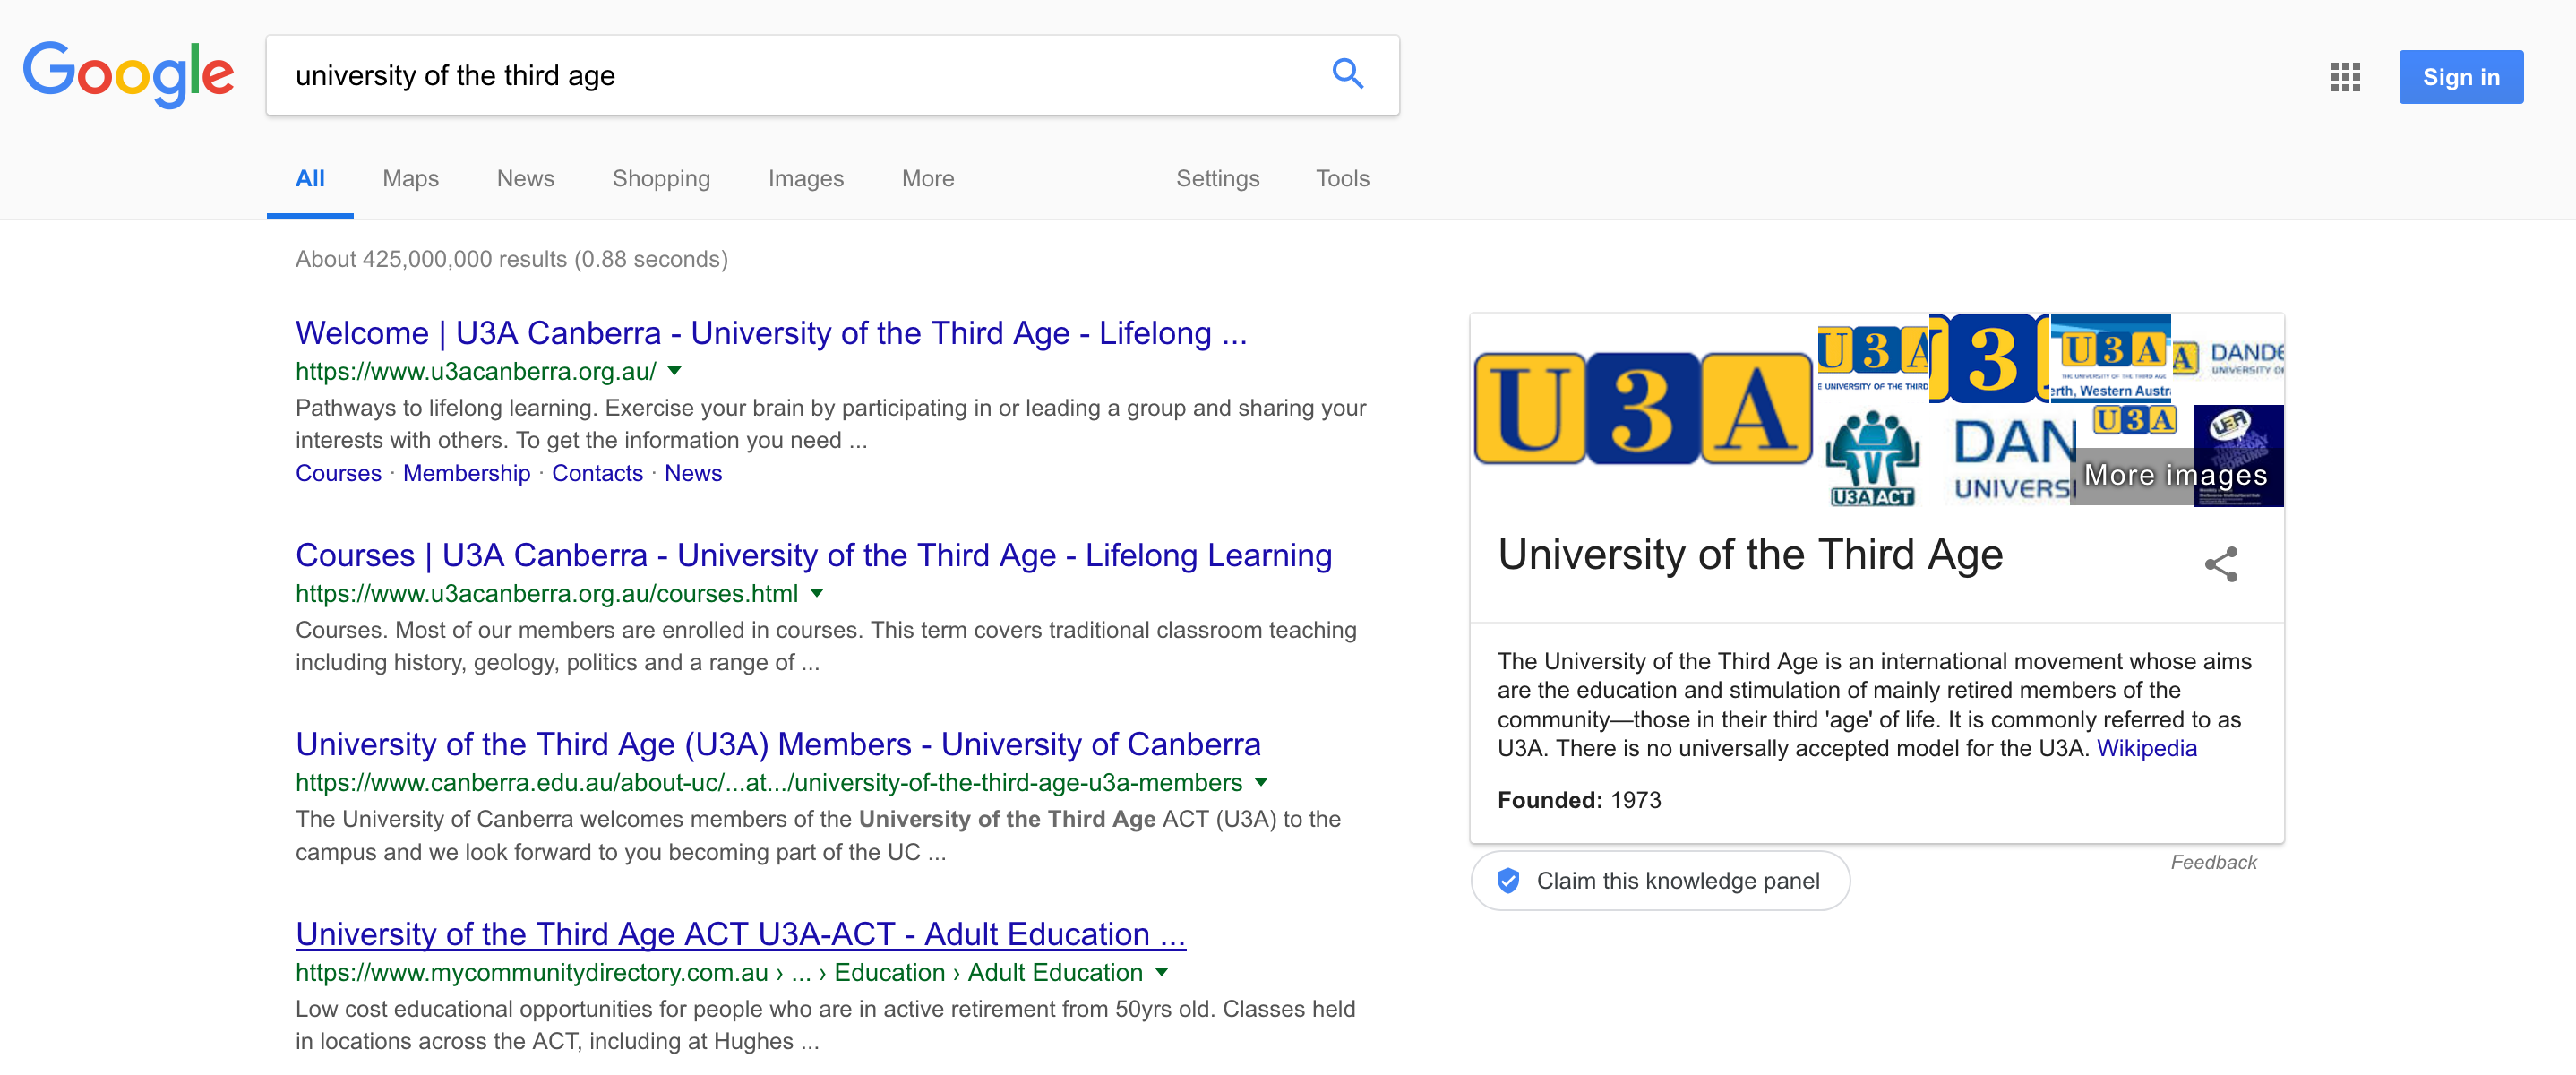 Google
university of the third age
Sign in
All Maps News Shopping Images More Settings Tools
About 425,000,000 results (0.88 seconds)
Welcome | U3A Canberra - University of the Third Age - Lifelong ...
https://www.u3acanberra.org.au/
Pathways to lifelong learning. Exercise your brain by participating in or leading a group and sharing your
interests with others. To get the information you need ...
Courses · Membership · Contacts · News
Courses | U3A Canberra - University of the Third Age - Lifelong Learning
https://www.u3acanberra.org.au/courses.html
Courses. Most of our members are enrolled in courses. This term covers traditional classroom teaching
including history, geology, politics and a range of ...
University of the Third Age (U3A) Members - University of Canberra
https://www.canberra.edu.au/about-uc/...at.../university-of-the-third-age-u3a-members
The University of Canberra welcomes members of the University of the Third Age ACT (U3A) to the
campus and we look forward to you becoming part of the UC ...
University of the Third Age ACT U3A-ACT - Adult Education ...
https://www.mycommunitydirectory.com.au › ... › Education › Adult Education
Low cost educational opportunities for people who are in active retirement from 50yrs old. Classes held
in locations across the ACT, including at Hughes ...
U3A
U3A
E UNIVERSITY OF THE THIRD
3
U3A
THE UNIVERSITY OF THE THIRD AGE
erth, Western Austr
A DANDE
UNIVERSITY O
U3A ACT
DAN
UNIVERS
U3A
More images
University of the Third Age
The University of the Third Age is an international movement whose aims
are the education and stimulation of mainly retired members of the
community—those in their third 'age' of life. It is commonly referred to as
U3A. There is no universally accepted model for the U3A. Wikipedia
Founded: 1973
Feedback
Claim this knowledge panel